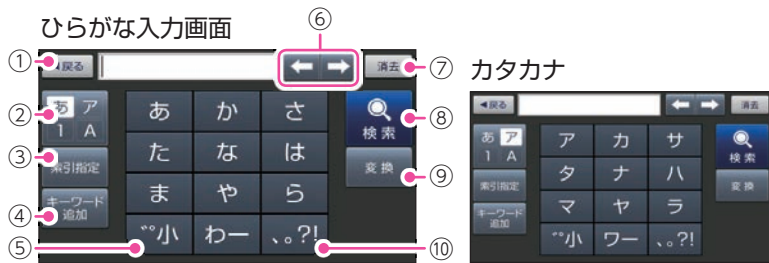 ひらがな入力画面
⑥
① ◀戻る ← → 消去 ⑦
② あ ア
1 A
あ か さ
検索 ⑧
③ 索引指定
た な は
変換 ⑨
④ キーワード
追加
ま や ら
⑤ ゛゜小 わー 、。?! ⑩
カタカナ
◀戻る ← → 消去
あ ア
1 A
ア カ サ
検索
索引指定
タ ナ ハ
変換
キーワード
追加
マ ヤ ラ
゛゜小 ワー 、。?!